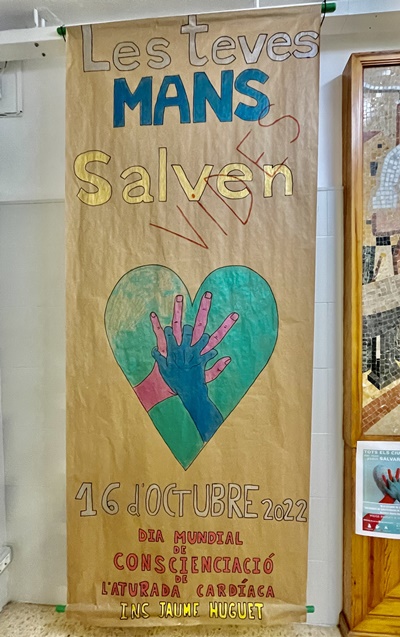 Les teves
MANS
Salven
VIDES
16 d'OCTUBRE 2022
DIA MUNDIAL
DE
CONSCIENCIACIÓ
DE
L'ATURADA CARDÍACA
INS JAUME HUGUET